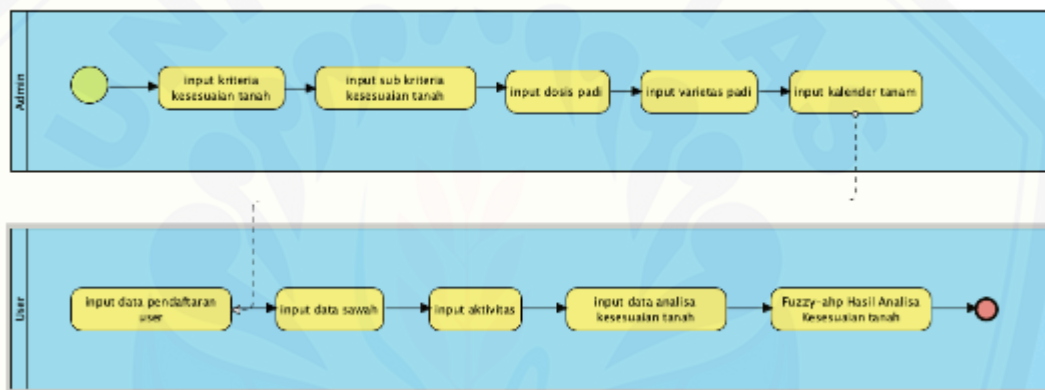 Admin
input kriteria
kesesuaian tanah
input sub kriteria
kesesuaian tanah
input dosis padi
input varietas padi
input kalender tanam
User
input data pendaftaran
user
input data sawah
input aktivitas
input data analisa
kesesuaian tanah
Fuzzy-ahp Hasil Analisa
Kesesuaian tanah
UNI
AS